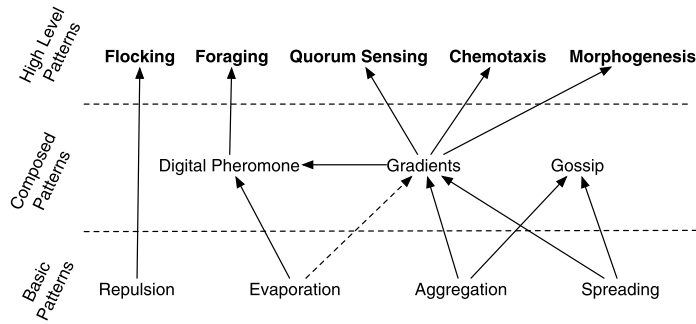 High Level
Patterns
Flocking Foraging Quorum Sensing Chemotaxis Morphogenesis
Composed
Patterns
Digital Pheromone Gradients Gossip
Basic
Patterns
Repulsion Evaporation Aggregation Spreading